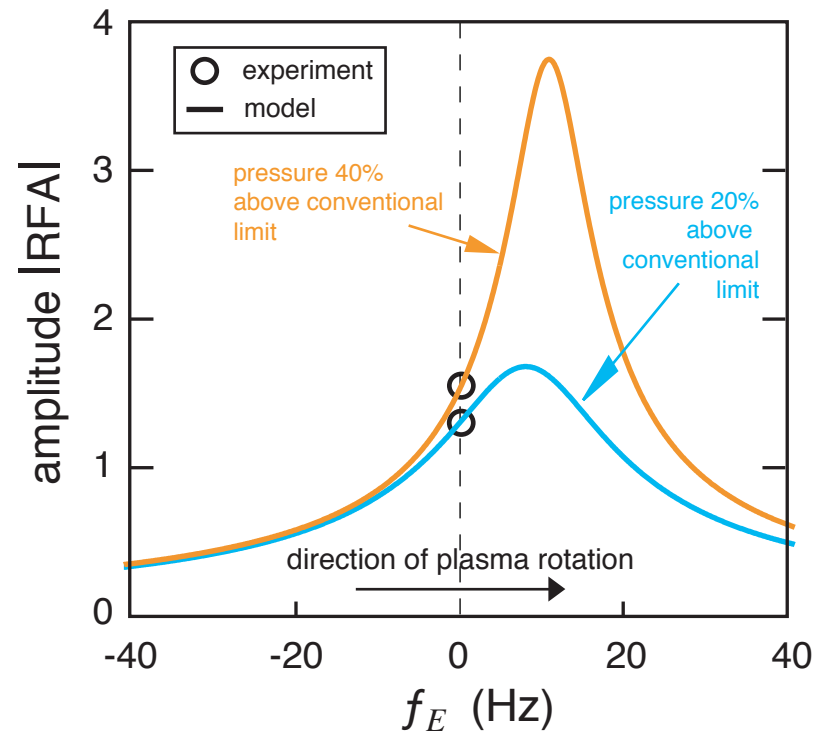 4
experiment
model
pressure 40%
above conventional
limit
pressure 20%
above
conventional
limit
3
2
1
0
amplitude |RFA|
direction of plasma rotation
-40
-20
0
20
40
f_E (Hz)